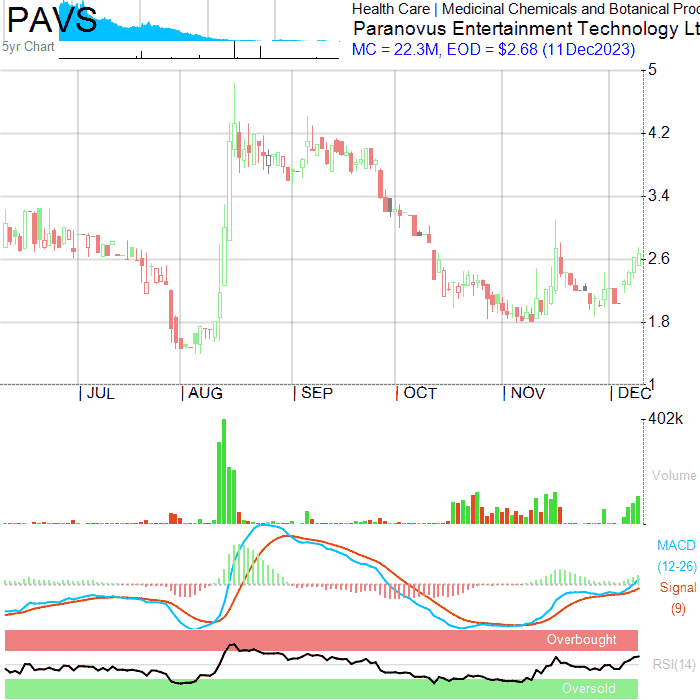 PAVS
5yr Chart
Health Care | Medicinal Chemicals and Botanical Prod
Paranovus Entertainment Technology Lt
MC = 22.3M, EOD = $2.68 (11Dec2023)
5
4.2
3.4
2.6
1.8
1
JUL AUG SEP OCT NOV DEC
402k
Volume
MACD
(12-26)
Signal
(9)
Overbought
RSI(14)
Oversold